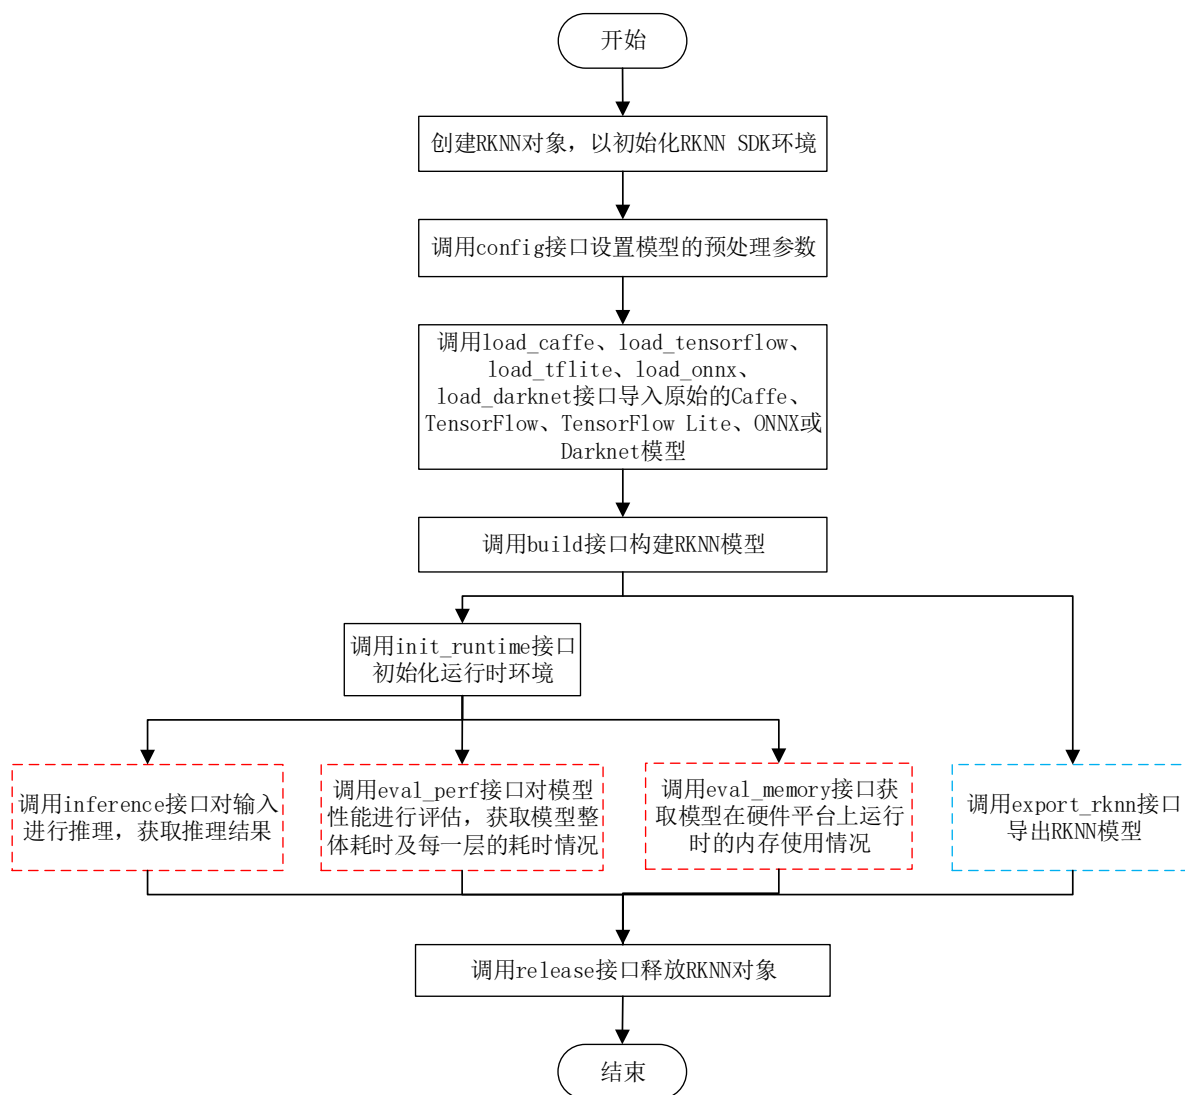 开始
创建RKNN对象，以初始化RKNN SDK环境
调用config接口设置模型的预处理参数
调用load_caffe、load_tensorflow、
load_tflite、load_onnx、
load_darknet接口导入原始的Caffe、
TensorFlow、TensorFlow Lite、ONNX或
Darknet模型
调用build接口构建RKNN模型
调用init_runtime接口
初始化运行时环境
调用inference接口对输入
进行推理，获取推理结果
调用eval_perf接口对模型
性能进行评估，获取模型整
体耗时及每一层的耗时情况
调用eval_memory接口获
取模型在硬件平台上运行
时的内存使用情况
调用export_rknn接口
导出RKNN模型
调用release接口释放RKNN对象
结束